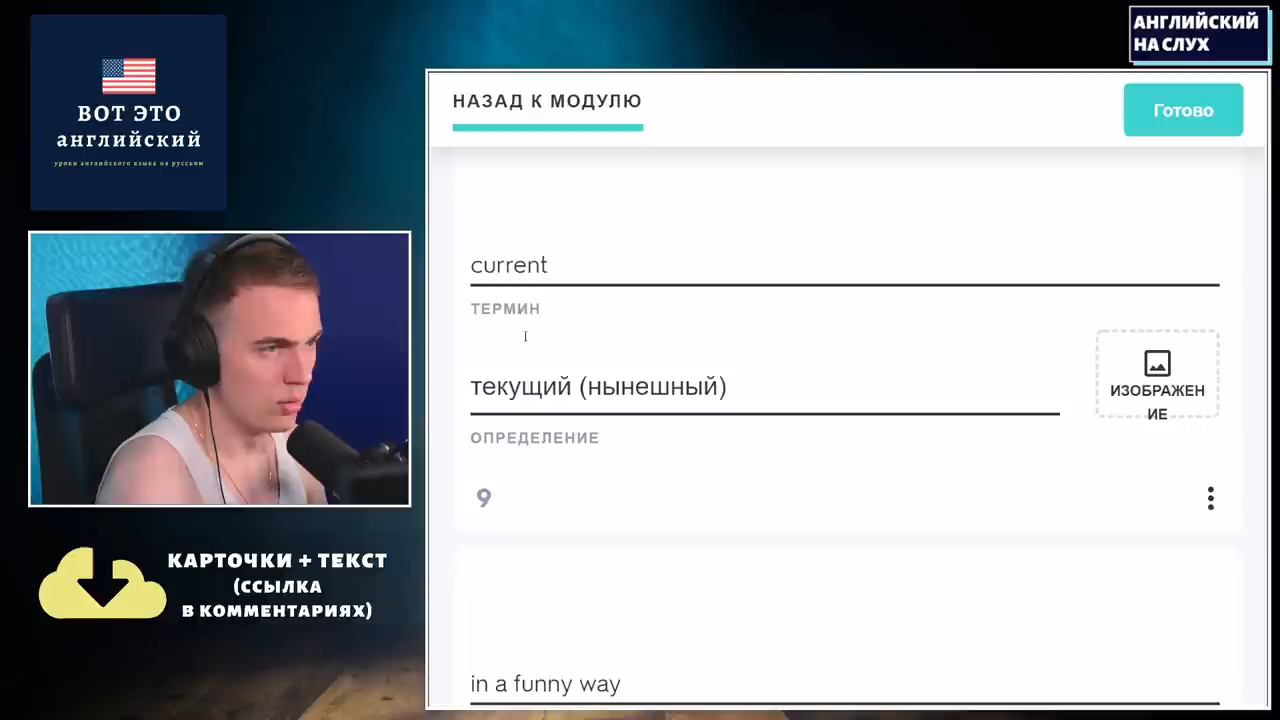 АНГЛИЙСКИЙ
НА СЛУХ
ВОТ ЭТО
английский
уроки английского языка на русском
НАЗАД К МОДУЛЮ
Готово
current
ТЕРМИН
текущий (нынешный)
ИЗОБРАЖЕН
ИЕ
ОПРЕДЕЛЕНИЕ
9
in a funny way
КАРТОЧКИ + ТЕКСТ
(ССЫЛКА
В КОММЕНТАРИЯХ)